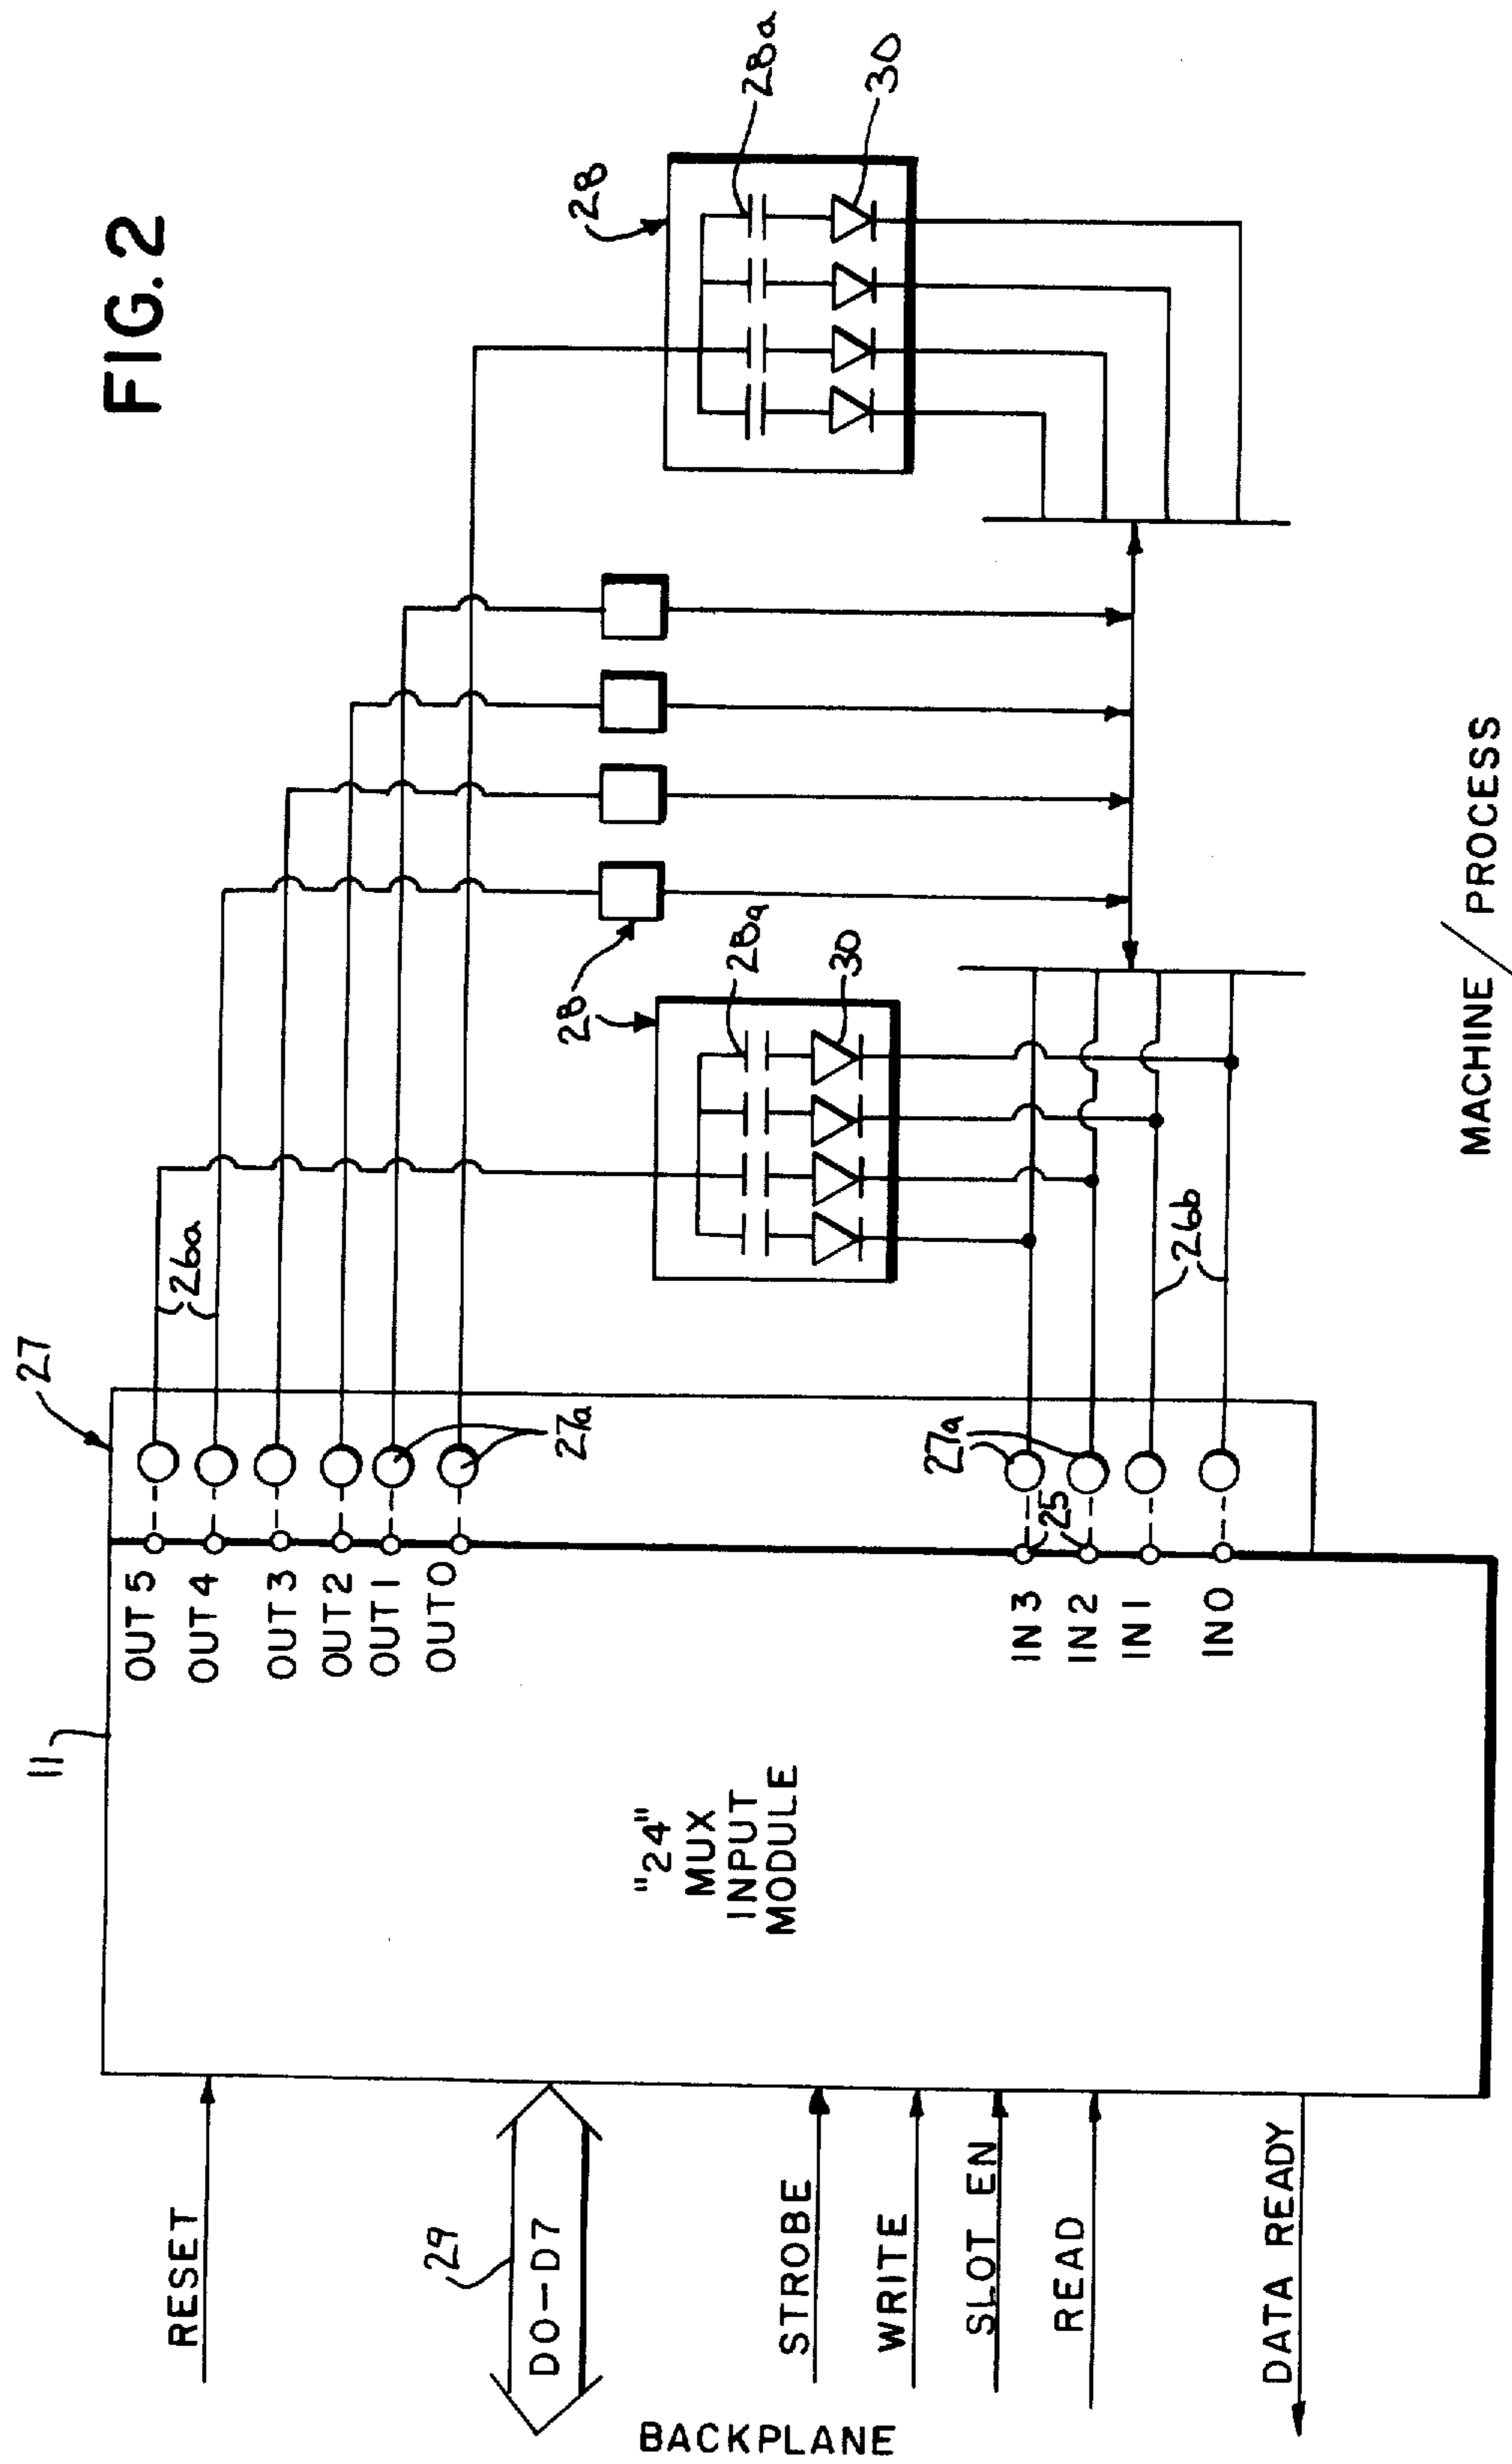 FIG. 2
27
11
28
28a
30
26a
OUT 5
OUT 4
OUT 3
OUT 2
OUT 1
OUT 0
27a
28
28
28a
30
RESET
29
D0–D7
"24"
MUX
INPUT
MODULE
27a
25
IN 3
IN 2
IN 1
IN 0
26b
STROBE
WRITE
SLOT EN
READ
DATA READY
BACKPLANE
MACHINE / PROCESS